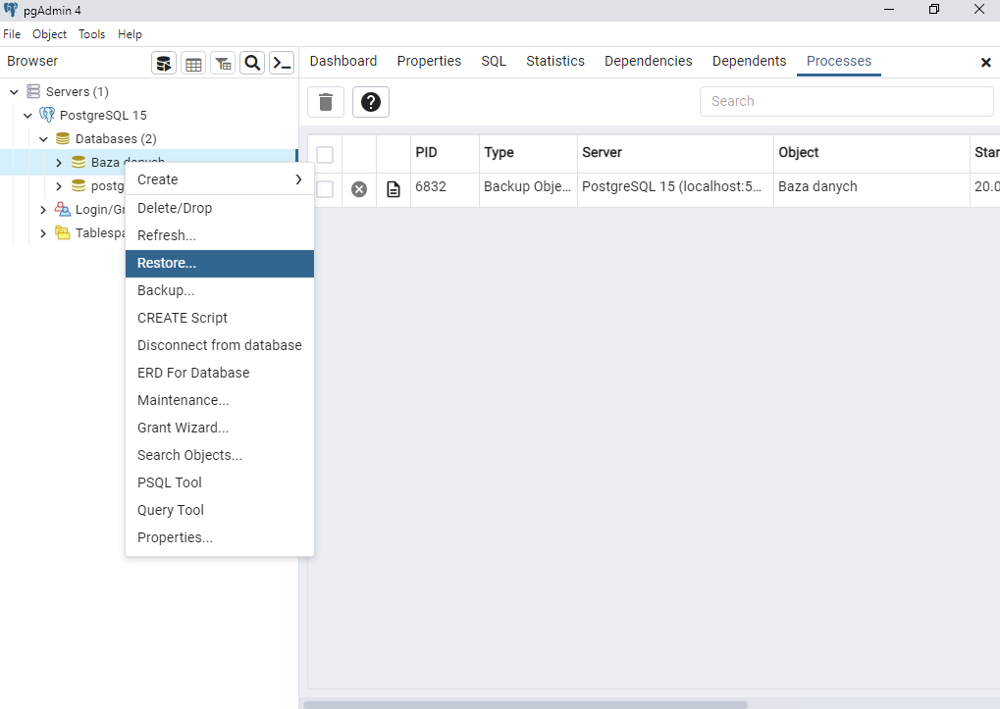 pgAdmin 4
File Object Tools Help
Browser
Dashboard Properties SQL Statistics Dependencies Dependents Processes
Search
Servers (1)
PostgreSQL 15
Databases (2)
Baza danych
postg
Login/Gr
Tablespa
Create
Delete/Drop
Refresh...
Restore...
Backup...
CREATE Script
Disconnect from database
ERD For Database
Maintenance...
Grant Wizard...
Search Objects...
PSQL Tool
Query Tool
Properties...
PID Type Server Object Star
6832 Backup Obje... PostgreSQL 15 (localhost:5... Baza danych 20.0